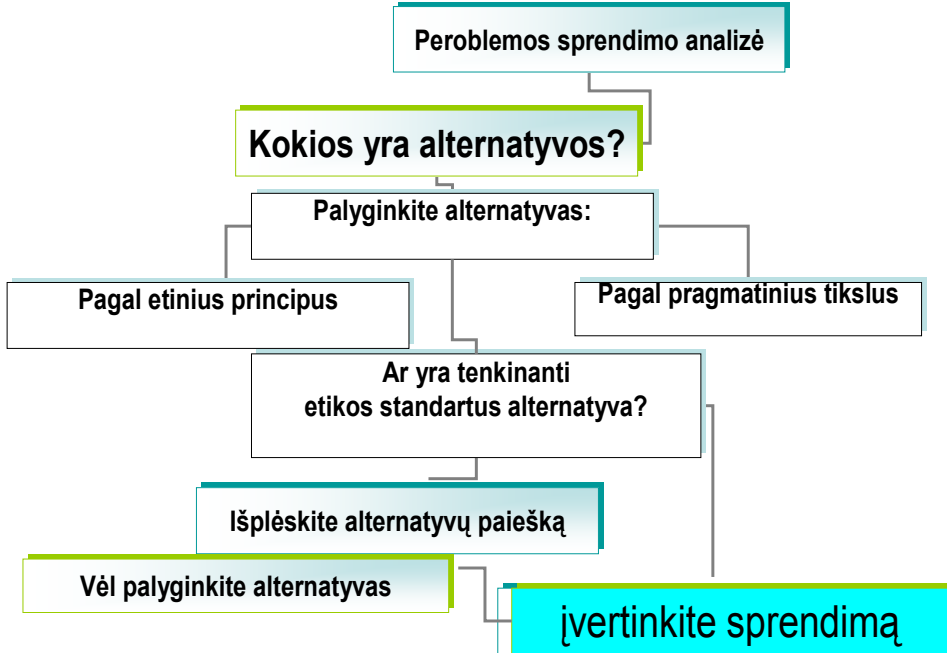 Peroblemos sprendimo analizė
Kokios yra alternatyvos?
Palyginkite alternatyvas:
Pagal etinius principus
Pagal pragmatinius tikslus
Ar yra tenkinanti
etikos standartus alternatyva?
Išplėskite alternatyvų paiešką
Vėl palyginkite alternatyvas
įvertinkite sprendimą